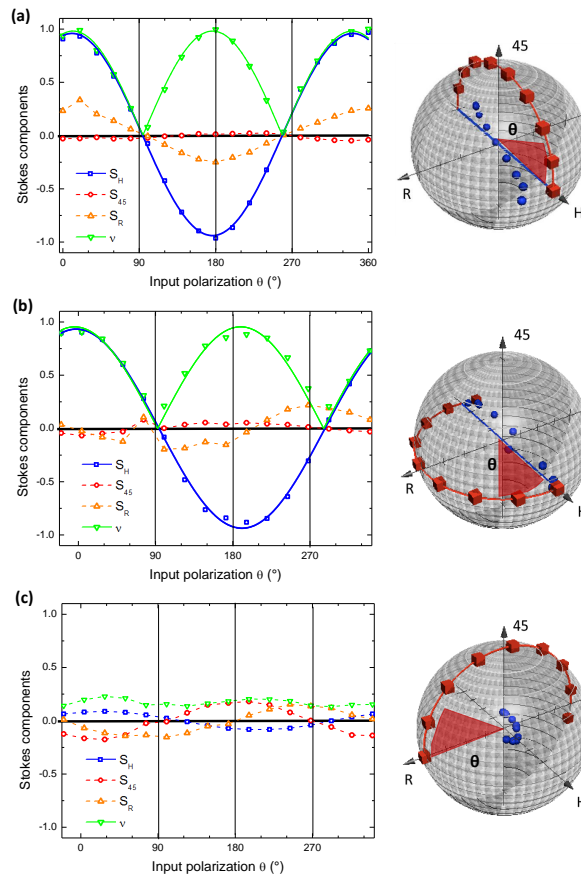 (a)
1.0
0.5
0.0
-0.5
-1.0
Stokes components
S_H
S_45
S_R
ν
0
90
180
270
360
Input polarization θ (°)
45
θ
R
H
(b)
1.0
0.5
0.0
-0.5
-1.0
Stokes components
S_H
S_45
S_R
ν
0
90
180
270
Input polarization θ (°)
45
θ
R
H
(c)
1.0
0.5
0.0
-0.5
-1.0
Stokes components
S_H
S_45
S_R
ν
0
90
180
270
Input polarization θ (°)
45
θ
R
H